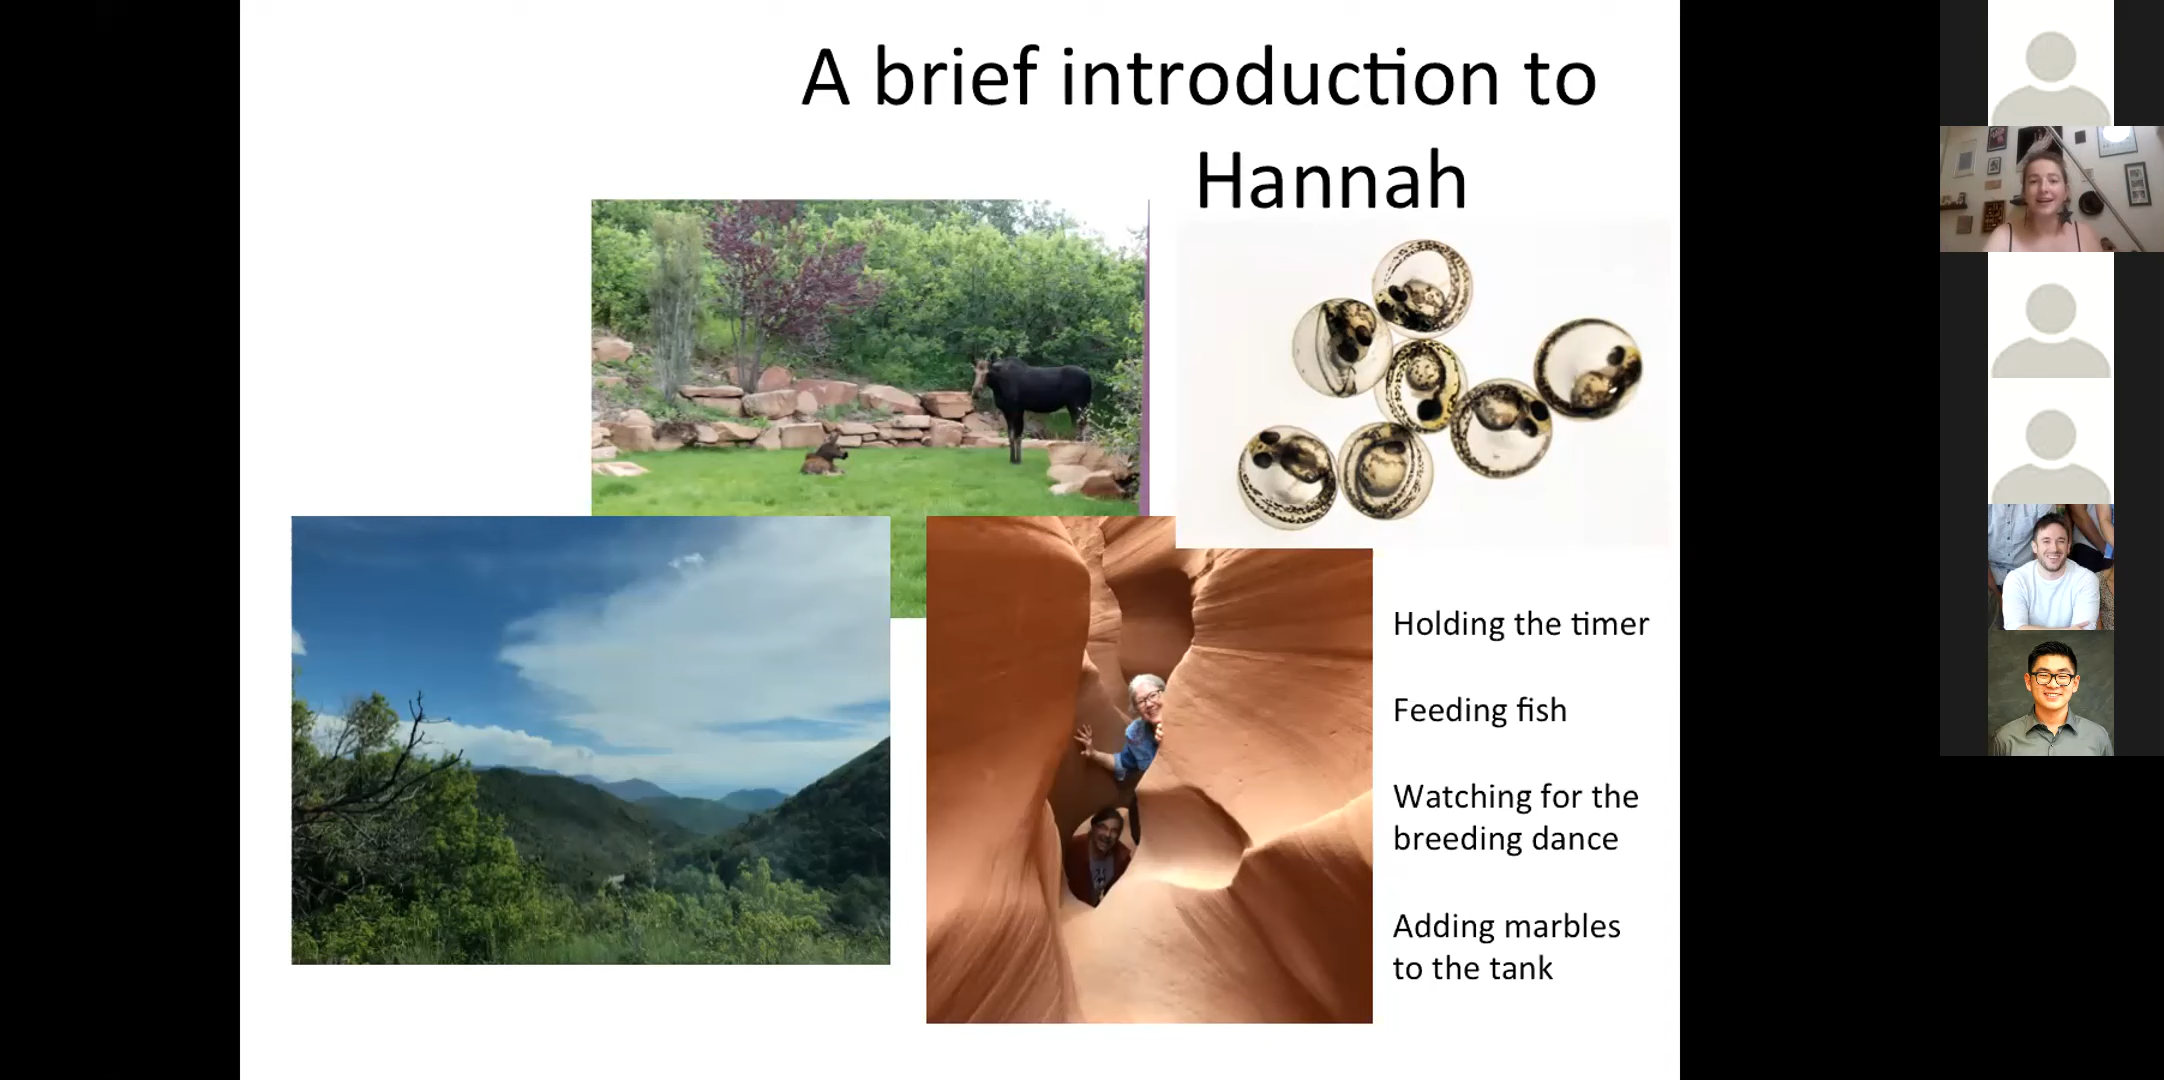 A brief introduction to
Hannah
Holding the timer
Feeding fish
Watching for the
breeding dance
Adding marbles
to the tank